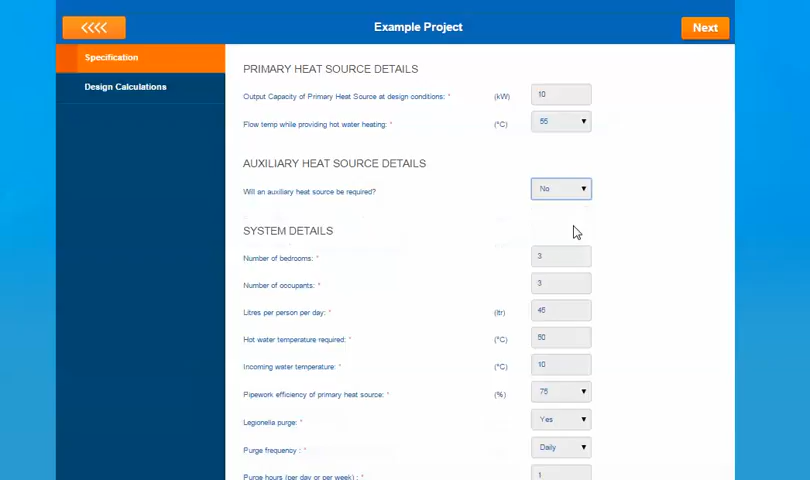 <<<< Example Project Next
Specification
Design Calculations
PRIMARY HEAT SOURCE DETAILS
Output Capacity of Primary Heat Source at design conditions: * (kW) 10
Flow temp while providing hot water heating: * (°C) 55
AUXILIARY HEAT SOURCE DETAILS
Will an auxiliary heat source be required? No
SYSTEM DETAILS
Number of bedrooms: * 3
Number of occupants: * 3
Litres per person per day: * (ltr) 45
Hot water temperature required: * (°C) 50
Incoming water temperature: * (°C) 10
Pipework efficiency of primary heat source: * (%) 75
Legionella purge: * Yes
Purge frequency : * Daily
Purge hours (per day or per week) : * 1